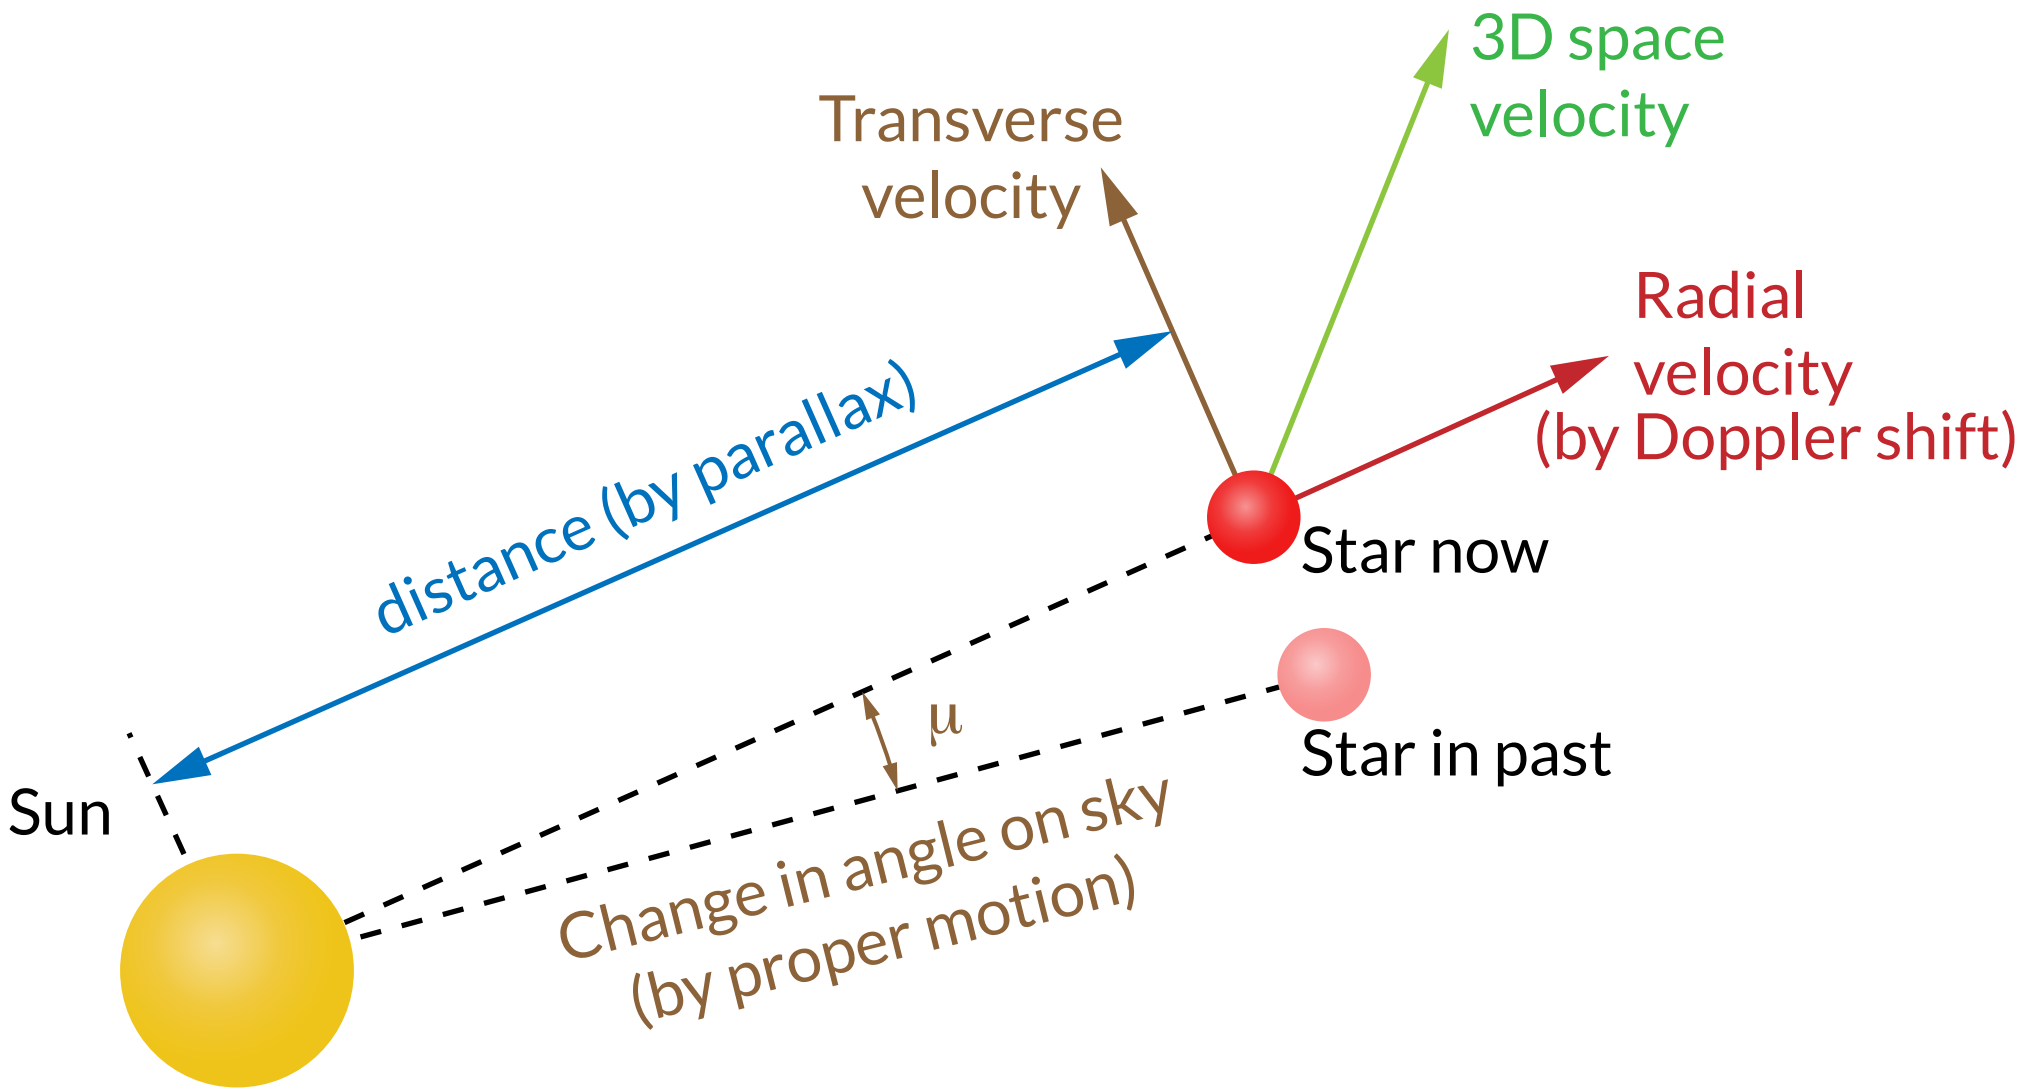 3D space
velocity
Transverse
velocity
Radial
velocity
(by Doppler shift)
distance (by parallax)
Star now
μ
Star in past
Sun
Change in angle on sky
(by proper motion)